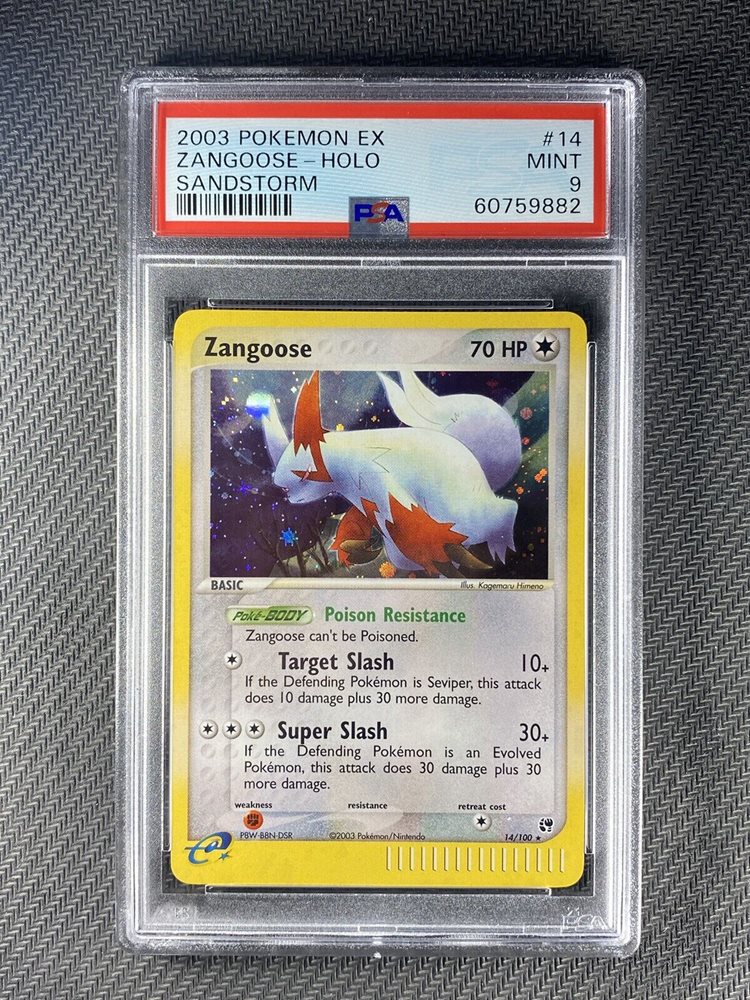 2003 POKEMON EX #14
ZANGOOSE - HOLO MINT
SANDSTORM 9
PSA 60759882
Zangoose 70 HP
BASIC Illus. Kagemaru Himeno
Poké-BODY Poison Resistance
Zangoose can't be Poisoned.
Target Slash 10+
If the Defending Pokémon is Seviper, this attack
does 10 damage plus 30 more damage.
Super Slash 30+
If the Defending Pokémon is an Evolved
Pokémon, this attack does 30 damage plus 30
more damage.
weakness resistance retreat cost
P8W-B8N-DSR ©2003 Pokémon/Nintendo 14/100 ★
e